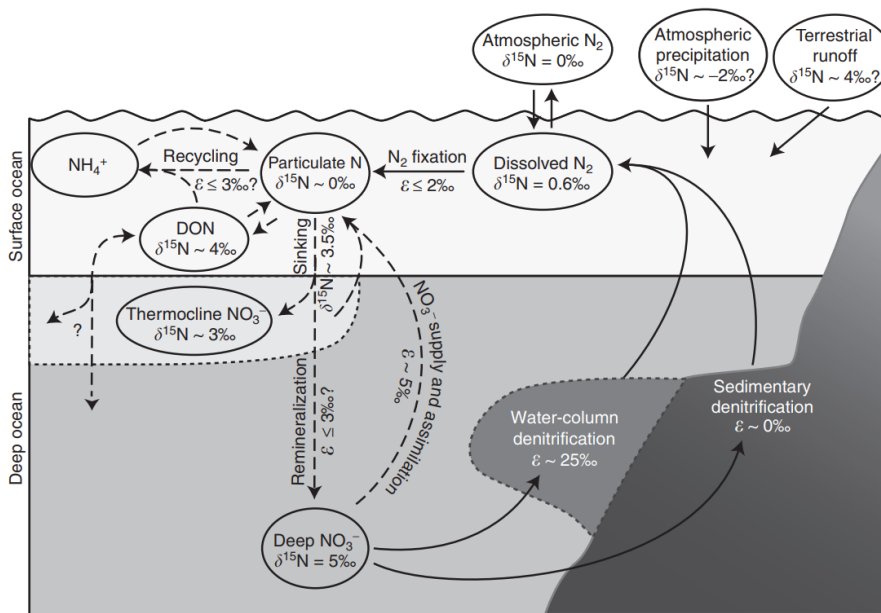 Atmospheric N₂
δ¹⁵N = 0‰
Atmospheric
precipitation
δ¹⁵N ~ −2‰?
Terrestrial
runoff
δ¹⁵N ~ 4‰?
Surface ocean
NH₄⁺
Recycling
ε ≤ 3‰?
Particulate N
δ¹⁵N ~ 0‰
N₂ fixation
ε ≤ 2‰
Dissolved N₂
δ¹⁵N = 0.6‰
DON
δ¹⁵N ~ 4‰
Sinking
δ¹⁵N ~ 3.5‰
Deep ocean
Thermocline NO₃⁻
δ¹⁵N ~ 3‰
?
NO₃⁻ supply and assimilation
ε ~ 5‰
Remineralization
ε ≤ 3‰?
Water-column
denitrification
ε ~ 25‰
Sedimentary
denitrification
ε ~ 0‰
Deep NO₃⁻
δ¹⁵N = 5‰